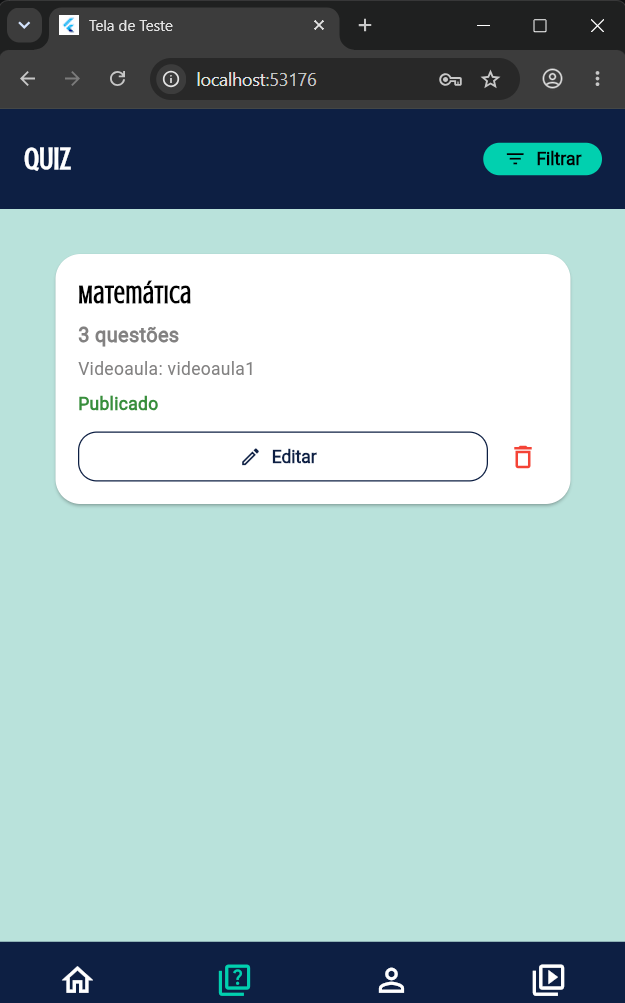 Tela de Teste
localhost:53176
QUIZ
Filtrar
Matemática
3 questões
Videoaula: videoaula1
Publicado
Editar